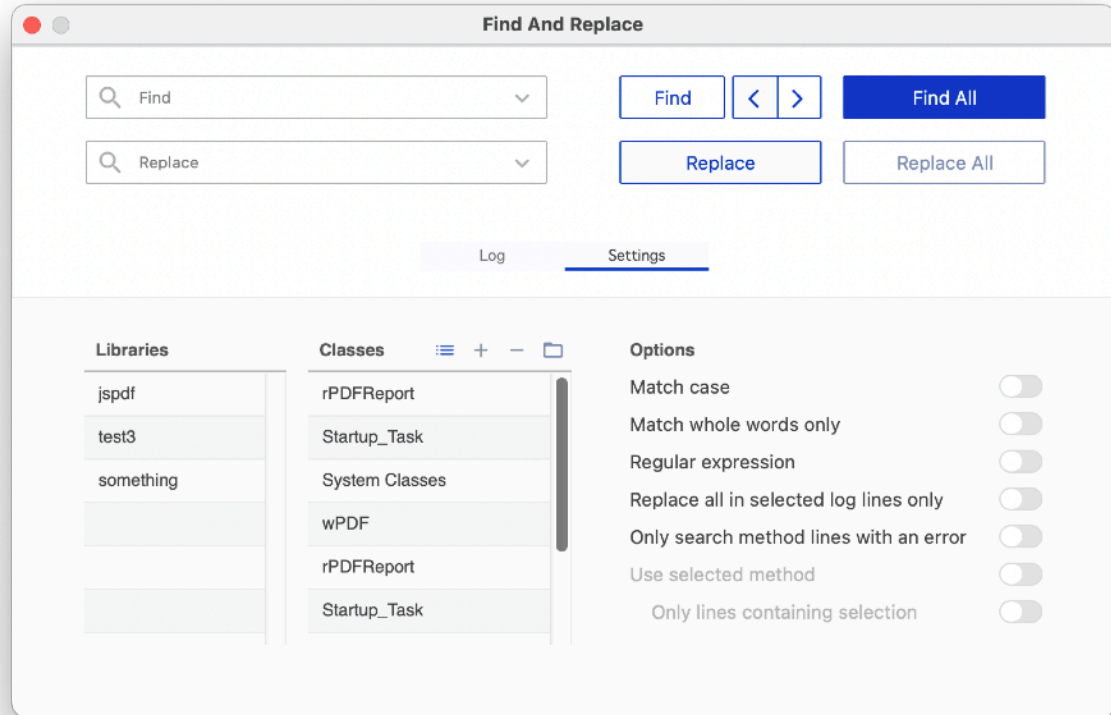 Find And Replace
Find
Find
Find All
Replace
Replace
Replace All
Log
Settings
Libraries
jspdf
test3
something
Classes
rPDFReport
Startup_Task
System Classes
wPDF
rPDFReport
Startup_Task
Options
Match case
Match whole words only
Regular expression
Replace all in selected log lines only
Only search method lines with an error
Use selected method
Only lines containing selection